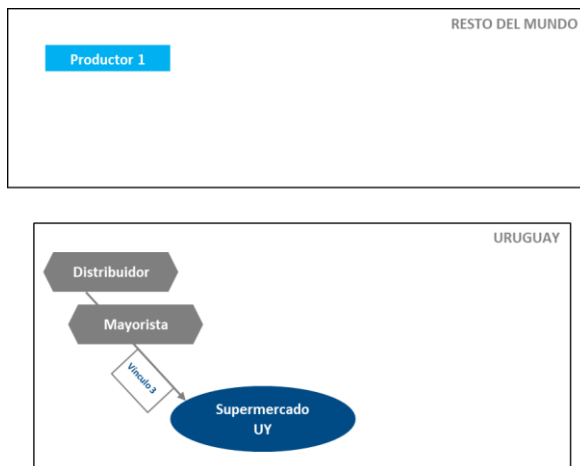 RESTO DEL MUNDO
Productor 1
URUGUAY
Distribuidor
Mayorista
Vínculo 3
Supermercado
UY